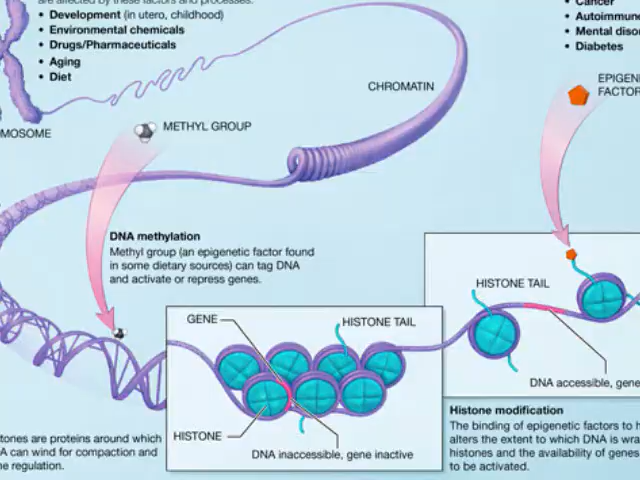 are affected by these factors and processes:
• Development (in utero, childhood)
• Environmental chemicals
• Drugs/Pharmaceuticals
• Aging
• Diet
• Cancer
• Autoimmune
• Mental disor
• Diabetes
CHROMATIN
EPIGENE
FACTOR
MOSOME
METHYL GROUP
DNA methylation
Methyl group (an epigenetic factor found
in some dietary sources) can tag DNA
and activate or repress genes.
HISTONE TAIL
GENE
HISTONE TAIL
HISTONE
DNA inaccessible, gene inactive
DNA accessible, gene
Histone modification
The binding of epigenetic factors to h
alters the extent to which DNA is wra
histones and the availability of genes
to be activated.
tones are proteins around which
A can wind for compaction and
ne regulation.